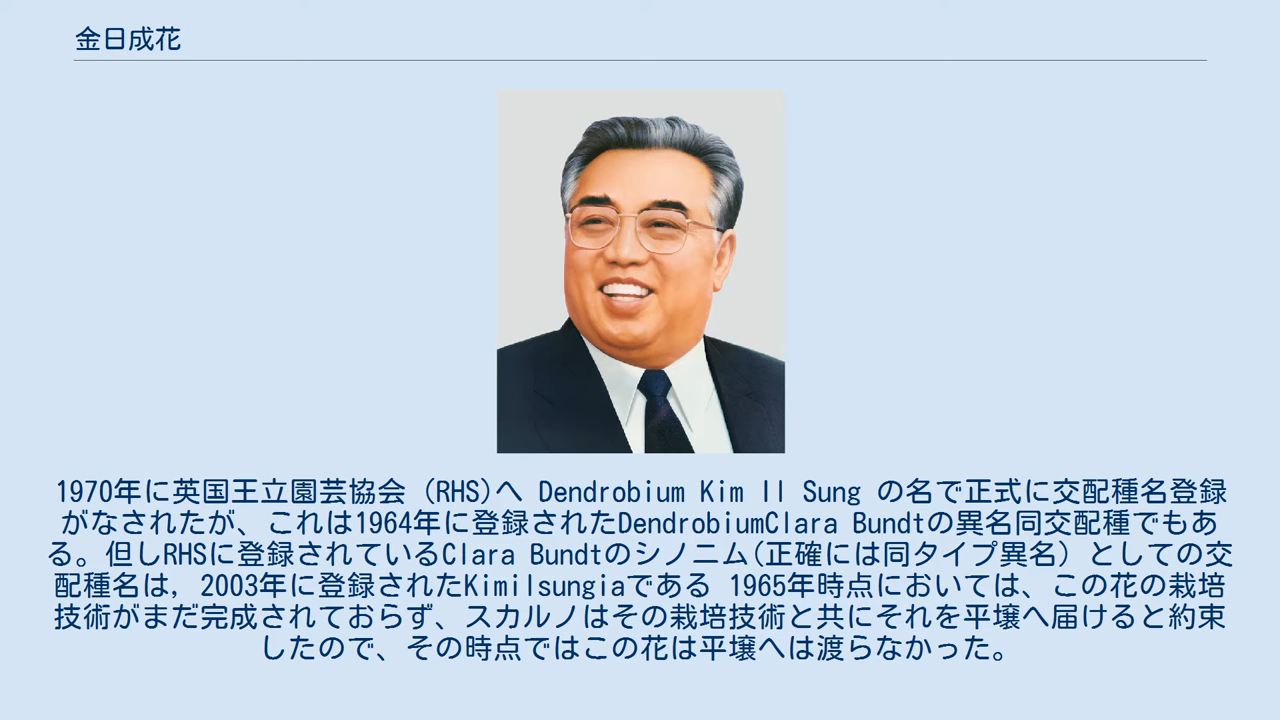 金日成花
1970年に英国王立園芸協会 (RHS)へ Dendrobium Kim Il Sung の名で正式に交配種名登録
がなされたが、これは1964年に登録されたDendrobiumClara Bundtの異名同交配種でもあ
る。但しRHSに登録されているClara Bundtのシノニム(正確には同タイプ異名）としての交
配種名は，2003年に登録されたKimilsungiaである 1965年時点においては、この花の栽培
技術がまだ完成されておらず、スカルノはその栽培技術と共にそれを平壌へ届けると約束
したので、その時点ではこの花は平壌へは渡らなかった。